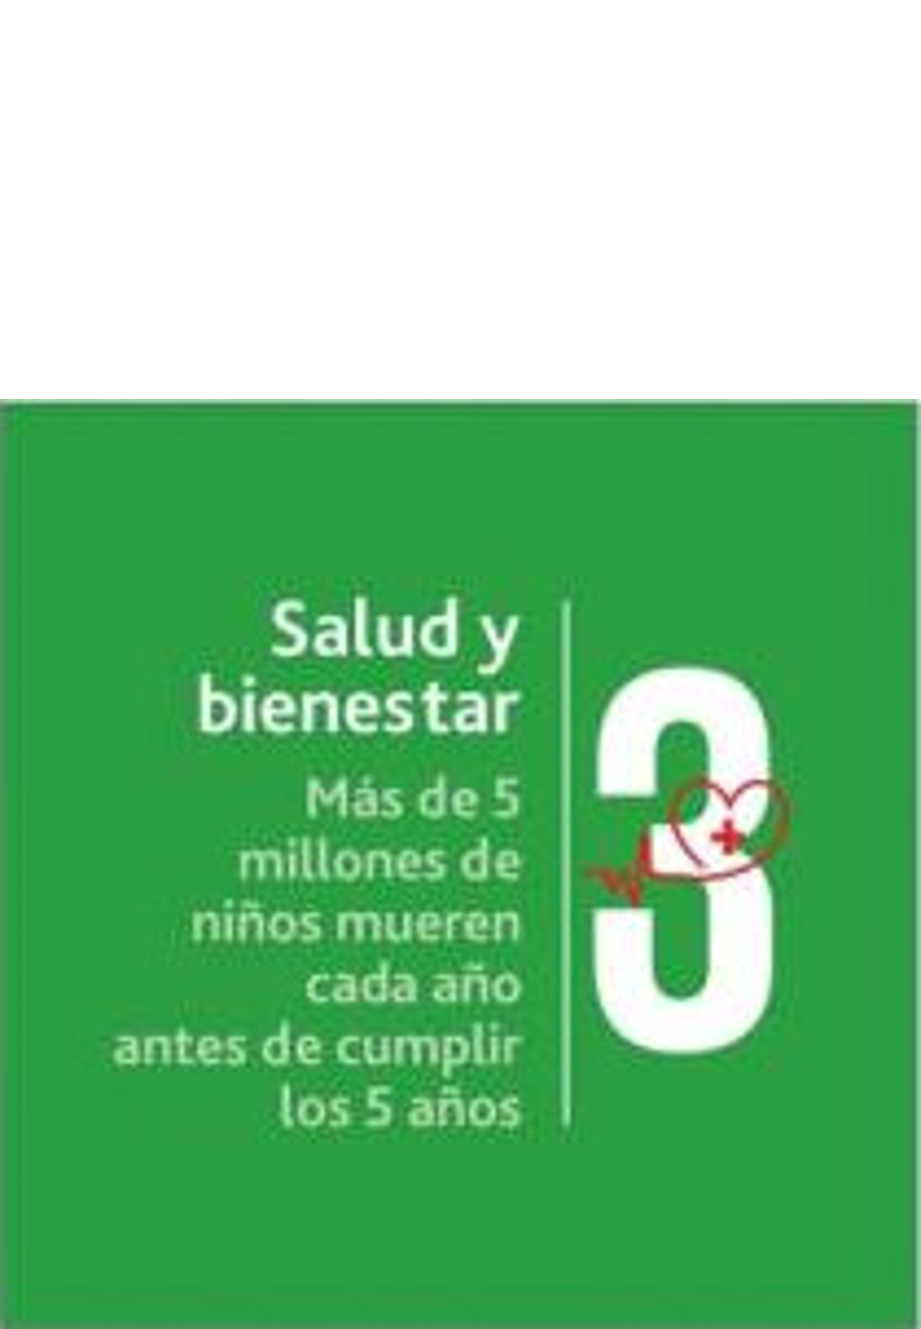 Salud y
bienestar
Más de 5
millones de
niños mueren
cada año
antes de cumplir
los 5 años
3